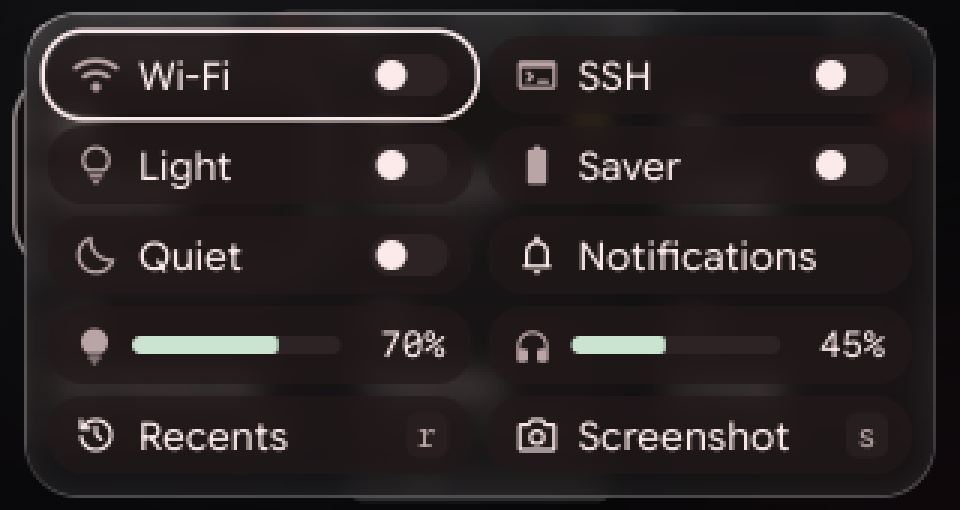 Wi-Fi SSH
Light Saver
Quiet Notifications
70% 45%
Recents r Screenshot s